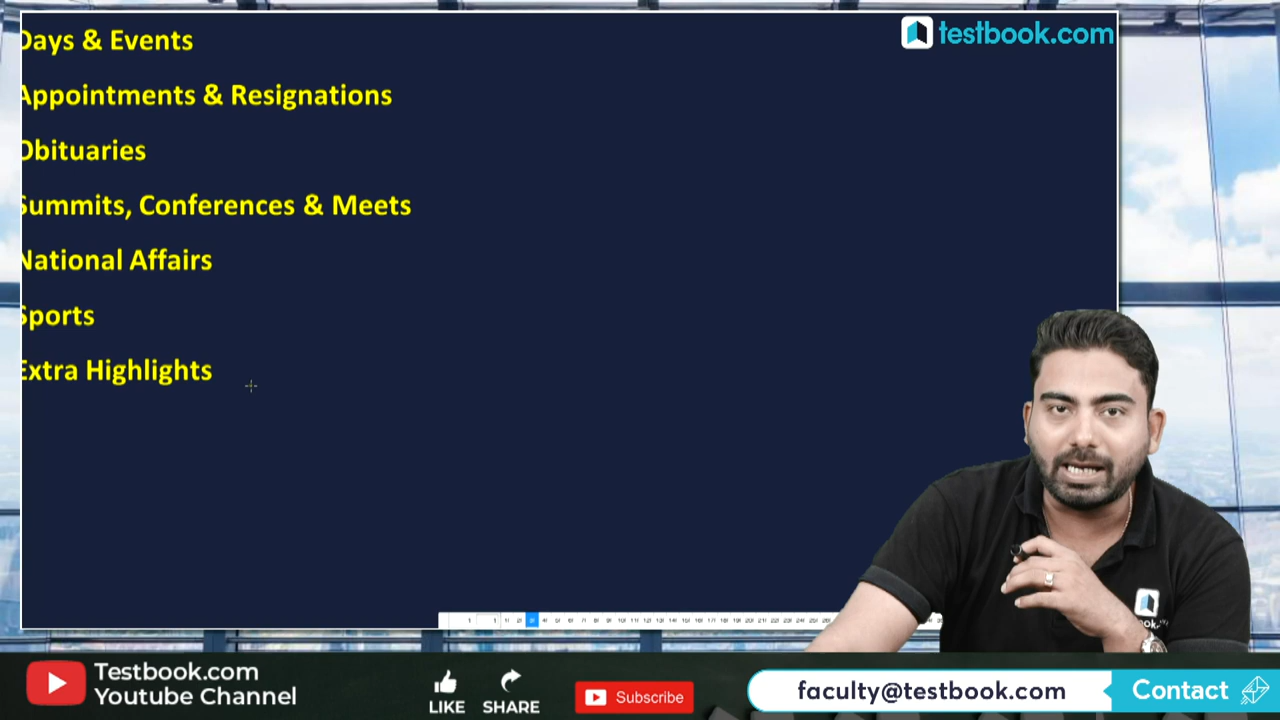 Days & Events
testbook.com
Appointments & Resignations
Obituaries
Summits, Conferences & Meets
National Affairs
Sports
Extra Highlights
Testbook.com
Youtube Channel
LIKE
SHARE
Subscribe
faculty@testbook.com
Contact